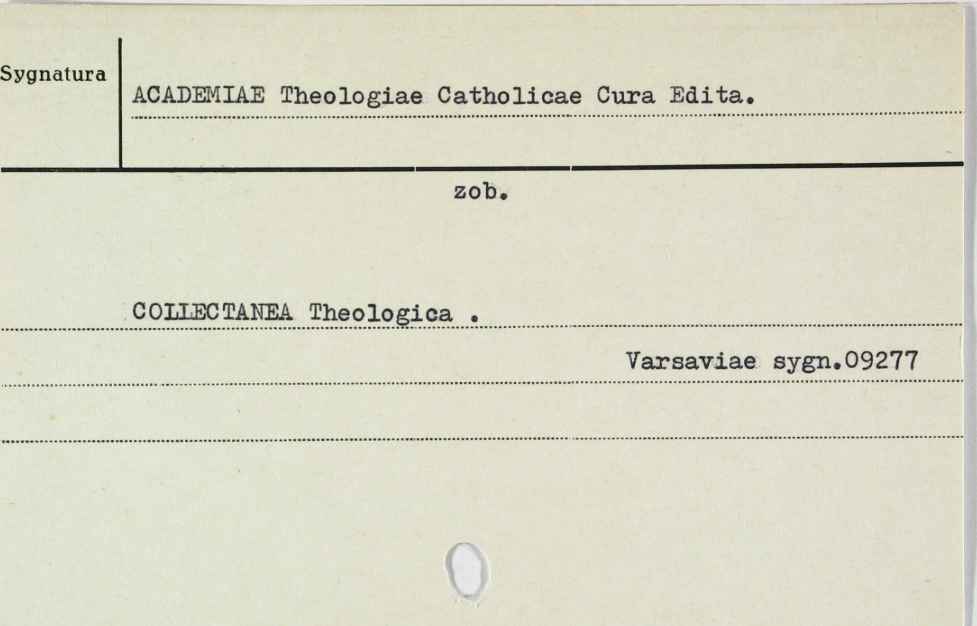 Sygnatura
ACADEMIAE Theologiae Catholicae Cura Edita.
zob.
COLLECTANEA Theologica .
Varsaviae sygn.09277